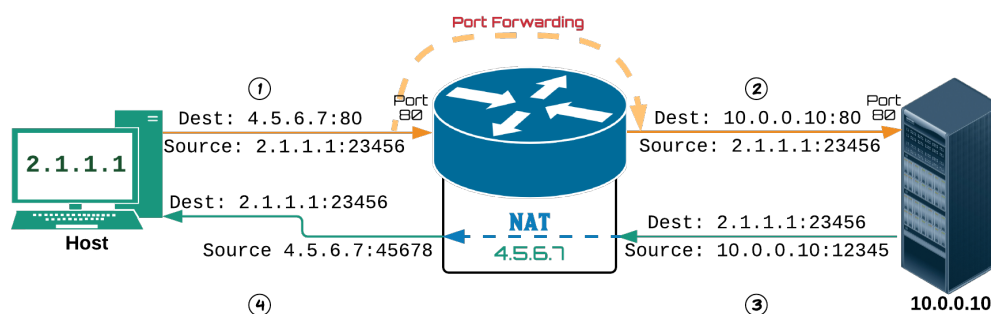 Port Forwarding
①
②
Port
80
Port
80
Dest: 4.5.6.7:80
Dest: 10.0.0.10:80
Source: 2.1.1.1:23456
Source: 2.1.1.1:23456
2.1.1.1
Dest: 2.1.1.1:23456
NAT
Dest: 2.1.1.1:23456
Host
Source 4.5.6.7:45678
4.5.6.7
Source: 10.0.0.10:12345
④
③
10.0.0.10